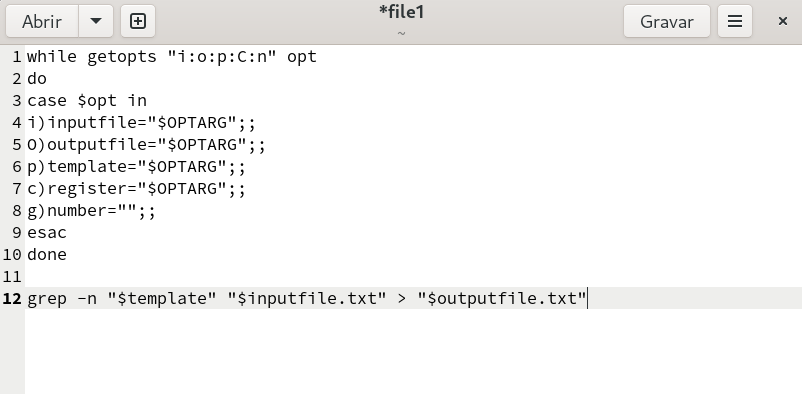 Abrir
*file1
~
Gravar
1 while getopts "i:o:p:C:n" opt
2 do
3 case $opt in
4 i)inputfile="$OPTARG";;
5 O)outputfile="$OPTARG";;
6 p)template="$OPTARG";;
7 c)register="$OPTARG";;
8 g)number="";;
9 esac
10 done
11
12 grep -n "$template" "$inputfile.txt" > "$outputfile.txt"